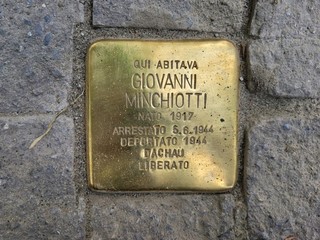 QUI ABITAVA
GIOVANNI
MINCHIOTTI
NATO 1917
ARRESTATO 5.6.1944
DEPORTATO 1944
DACHAU
LIBERATO